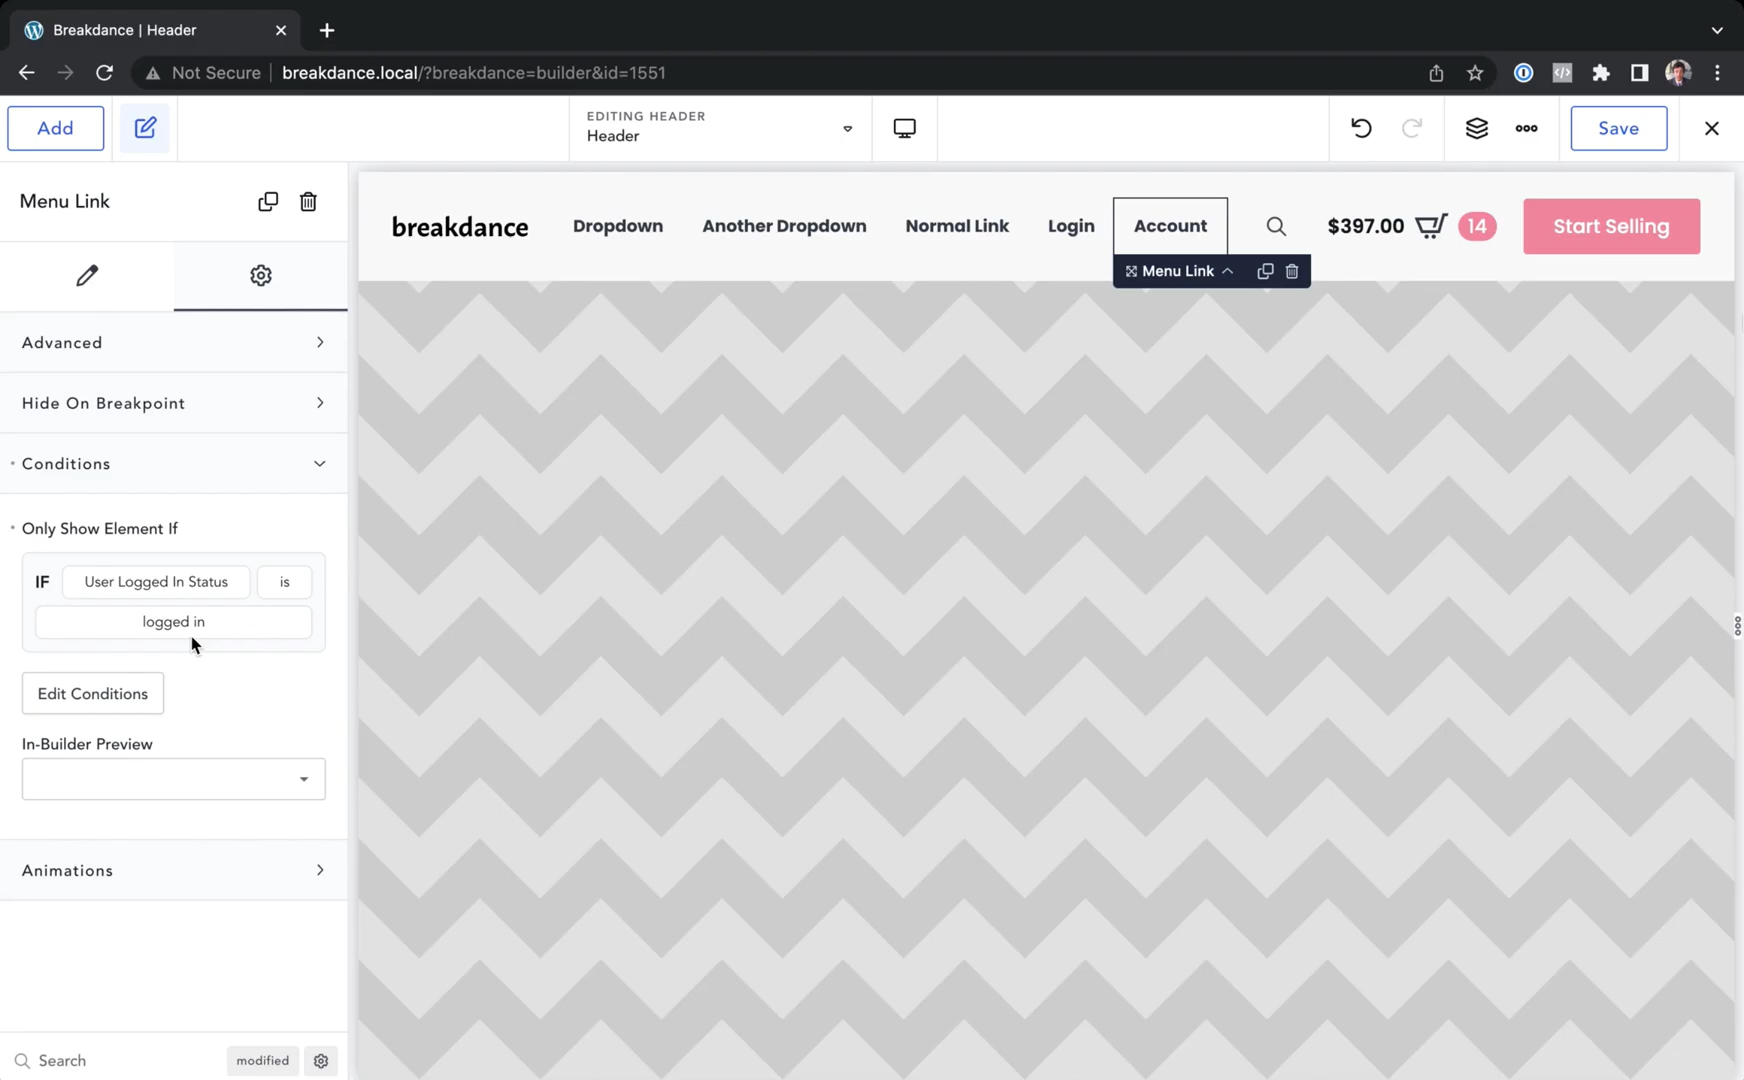 Breakdance | Header
Not Secure
breakdance.local/?breakdance=builder&id=1551
Add
EDITING HEADER
Header
Save
Menu Link
breakdance
Dropdown
Another Dropdown
Normal Link
Login
Account
$397.00
14
Start Selling
Menu Link
Advanced
Hide On Breakpoint
Conditions
Only Show Element If
IF User Logged In Status is
logged in
Edit Conditions
In-Builder Preview
Animations
Search
modified